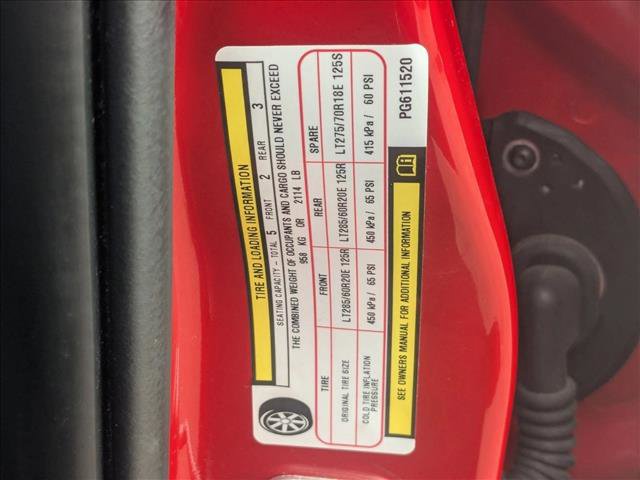 TIRE AND LOADING INFORMATION
SEATING CAPACITY - TOTAL 5 FRONT 2 REAR 3
THE COMBINED WEIGHT OF OCCUPANTS AND CARGO SHOULD NEVER EXCEED
958 KG OR 2114 LB
TIRE FRONT REAR SPARE
ORIGINAL TIRE SIZE LT285/60R20E 125R LT285/60R20E 125R LT275/70R18E 125S
COLD TIRE INFLATION PRESSURE 450 kPa / 65 PSI 450 kPa / 65 PSI 415 kPa / 60 PSI
SEE OWNERS MANUAL FOR ADDITIONAL INFORMATION
PG611520